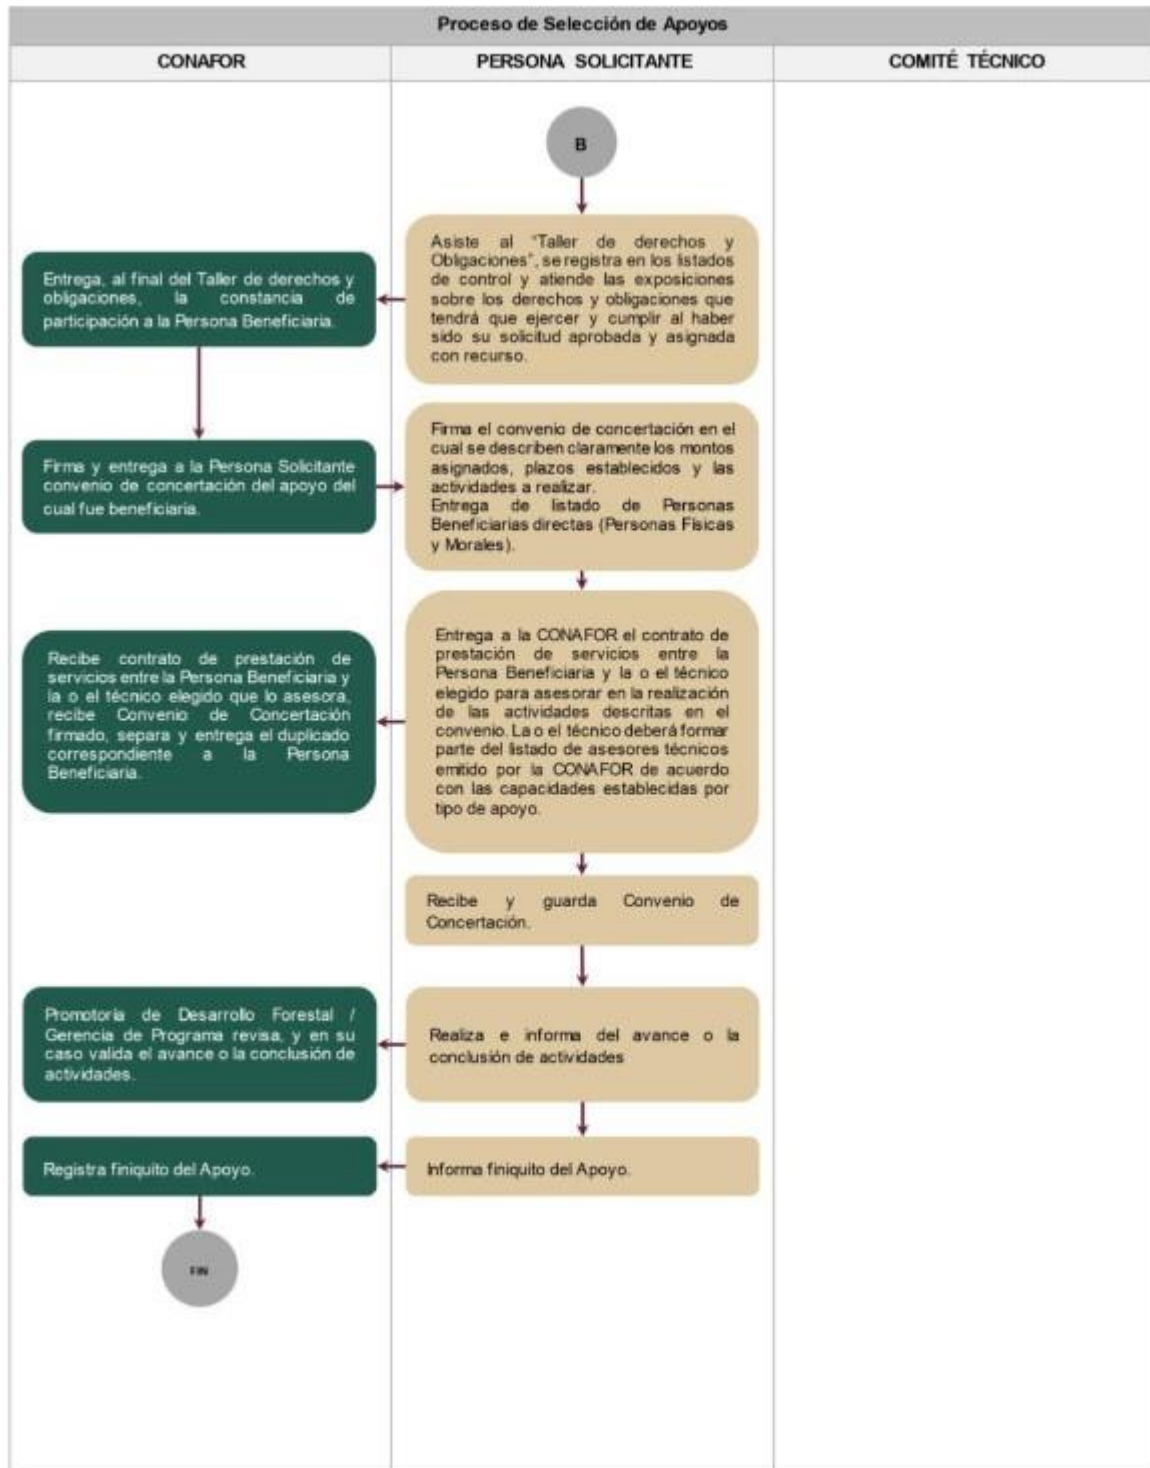 Proceso de Selección de Apoyos
CONAFOR
PERSONA SOLICITANTE
COMITÉ TÉCNICO
B
Asiste al "Taller de derechos y
Obligaciones", se registra en los listados
de control y atiende las exposiciones
sobre los derechos y obligaciones que
tendrá que ejercer y cumplir al haber
sido su solicitud aprobada y asignada
con recurso.
Entrega, al final del Taller de derechos y
obligaciones, la constancia de
participación a la Persona Beneficiaria.
Firma y entrega a la Persona Solicitante
convenio de concertación del apoyo del
cual fue beneficiaria.
Firma el convenio de concertación en el
cual se describen claramente los montos
asignados, plazos establecidos y las
actividades a realizar.
Entrega de listado de Personas
Beneficiarias directas (Personas Físicas
y Morales).
Entrega a la CONAFOR el contrato de
prestación de servicios entre la
Persona Beneficiaria y la o el técnico
elegido para asesorar en la realización
de las actividades descritas en el
convenio. La o el técnico deberá formar
parte del listado de asesores técnicos
emitido por la CONAFOR de acuerdo
con las capacidades establecidas por
tipo de apoyo.
Recibe contrato de prestación de
servicios entre la Persona Beneficiaria y
la o el técnico elegido que lo asesora,
recibe Convenio de Concertación
firmado, separa y entrega el duplicado
correspondiente a la Persona
Beneficiaria.
Recibe y guarda Convenio de
Concertación.
Realiza e informa del avance o la
conclusión de actividades
Promotoría de Desarrollo Forestal /
Gerencia de Programa revisa, y en su
caso valida el avance o la conclusión de
actividades.
Informa finiquito del Apoyo.
Registra finiquito del Apoyo.
FIN